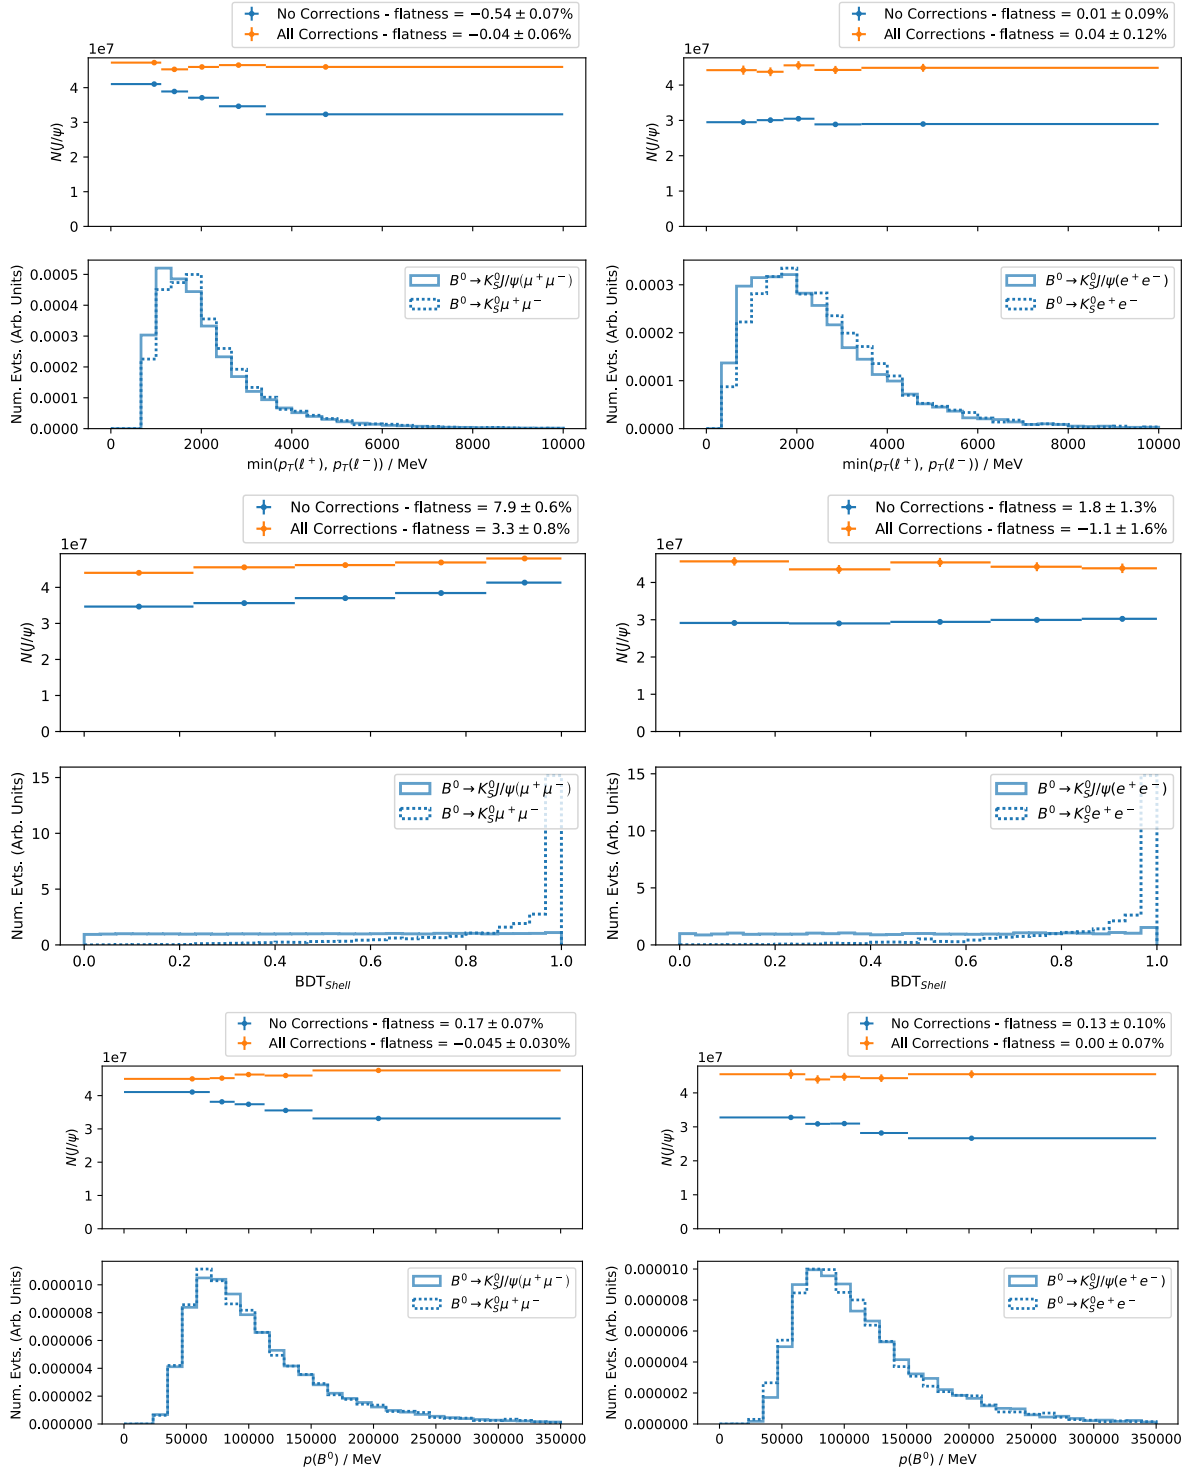 No Corrections - flatness = −0.54 ± 0.07%
All Corrections - flatness = −0.04 ± 0.06%
1e7
4
3
2
1
0
N(J/ψ)
No Corrections - flatness = 0.01 ± 0.09%
All Corrections - flatness = 0.04 ± 0.12%
1e7
4
3
2
1
0
N(J/ψ)
0.0005
0.0004
0.0003
0.0002
0.0001
0.0000
Num. Evts. (Arb. Units)
B⁰ → K⁰_S J/ψ(μ⁺μ⁻)
B⁰ → K⁰_S μ⁺μ⁻
0 2000 4000 6000 8000 10000
min(p_T(ℓ⁺), p_T(ℓ⁻)) / MeV
0.0003
0.0002
0.0001
0.0000
Num. Evts. (Arb. Units)
B⁰ → K⁰_S J/ψ(e⁺e⁻)
B⁰ → K⁰_S e⁺e⁻
0 2000 4000 6000 8000 10000
min(p_T(ℓ⁺), p_T(ℓ⁻)) / MeV
No Corrections - flatness = 7.9 ± 0.6%
All Corrections - flatness = 3.3 ± 0.8%
1e7
4
3
2
1
0
N(J/ψ)
No Corrections - flatness = 1.8 ± 1.3%
All Corrections - flatness = −1.1 ± 1.6%
1e7
4
3
2
1
0
N(J/ψ)
15
10
5
0
Num. Evts. (Arb. Units)
B⁰ → K⁰_S J/ψ(μ⁺μ⁻)
B⁰ → K⁰_S μ⁺μ⁻
0.0 0.2 0.4 0.6 0.8 1.0
BDT_Shell
15
10
5
0
Num. Evts. (Arb. Units)
B⁰ → K⁰_S J/ψ(e⁺e⁻)
B⁰ → K⁰_S e⁺e⁻
0.0 0.2 0.4 0.6 0.8 1.0
BDT_Shell
No Corrections - flatness = 0.17 ± 0.07%
All Corrections - flatness = −0.045 ± 0.030%
1e7
4
3
2
1
0
N(J/ψ)
No Corrections - flatness = 0.13 ± 0.10%
All Corrections - flatness = 0.00 ± 0.07%
1e7
4
3
2
1
0
N(J/ψ)
0.000010
0.000008
0.000006
0.000004
0.000002
0.000000
Num. Evts. (Arb. Units)
B⁰ → K⁰_S J/ψ(μ⁺μ⁻)
B⁰ → K⁰_S μ⁺μ⁻
0 50000 100000 150000 200000 250000 300000 350000
p(B⁰) / MeV
0.000010
0.000008
0.000006
0.000004
0.000002
0.000000
Num. Evts. (Arb. Units)
B⁰ → K⁰_S J/ψ(e⁺e⁻)
B⁰ → K⁰_S e⁺e⁻
0 50000 100000 150000 200000 250000 300000 350000
p(B⁰) / MeV